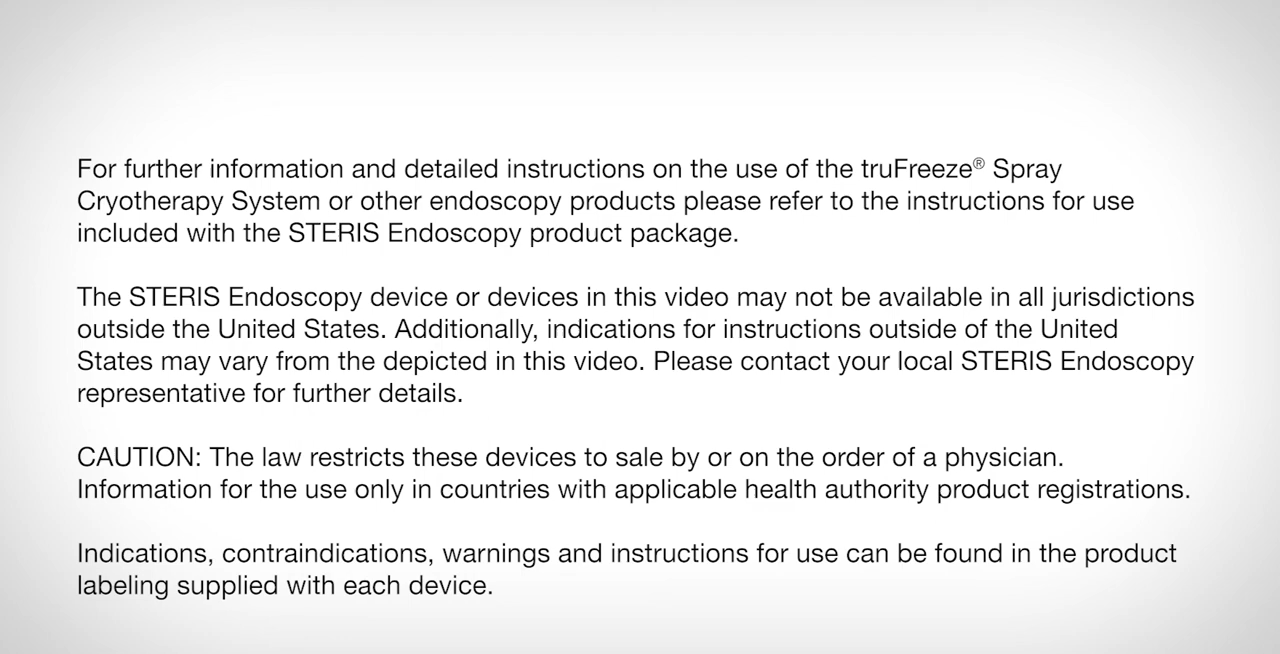 For further information and detailed instructions on the use of the truFreeze® Spray
Cryotherapy System or other endoscopy products please refer to the instructions for use
included with the STERIS Endoscopy product package.
The STERIS Endoscopy device or devices in this video may not be available in all jurisdictions
outside the United States. Additionally, indications for instructions outside of the United
States may vary from the depicted in this video. Please contact your local STERIS Endoscopy
representative for further details.
CAUTION: The law restricts these devices to sale by or on the order of a physician.
Information for the use only in countries with applicable health authority product registrations.
Indications, contraindications, warnings and instructions for use can be found in the product
labeling supplied with each device.